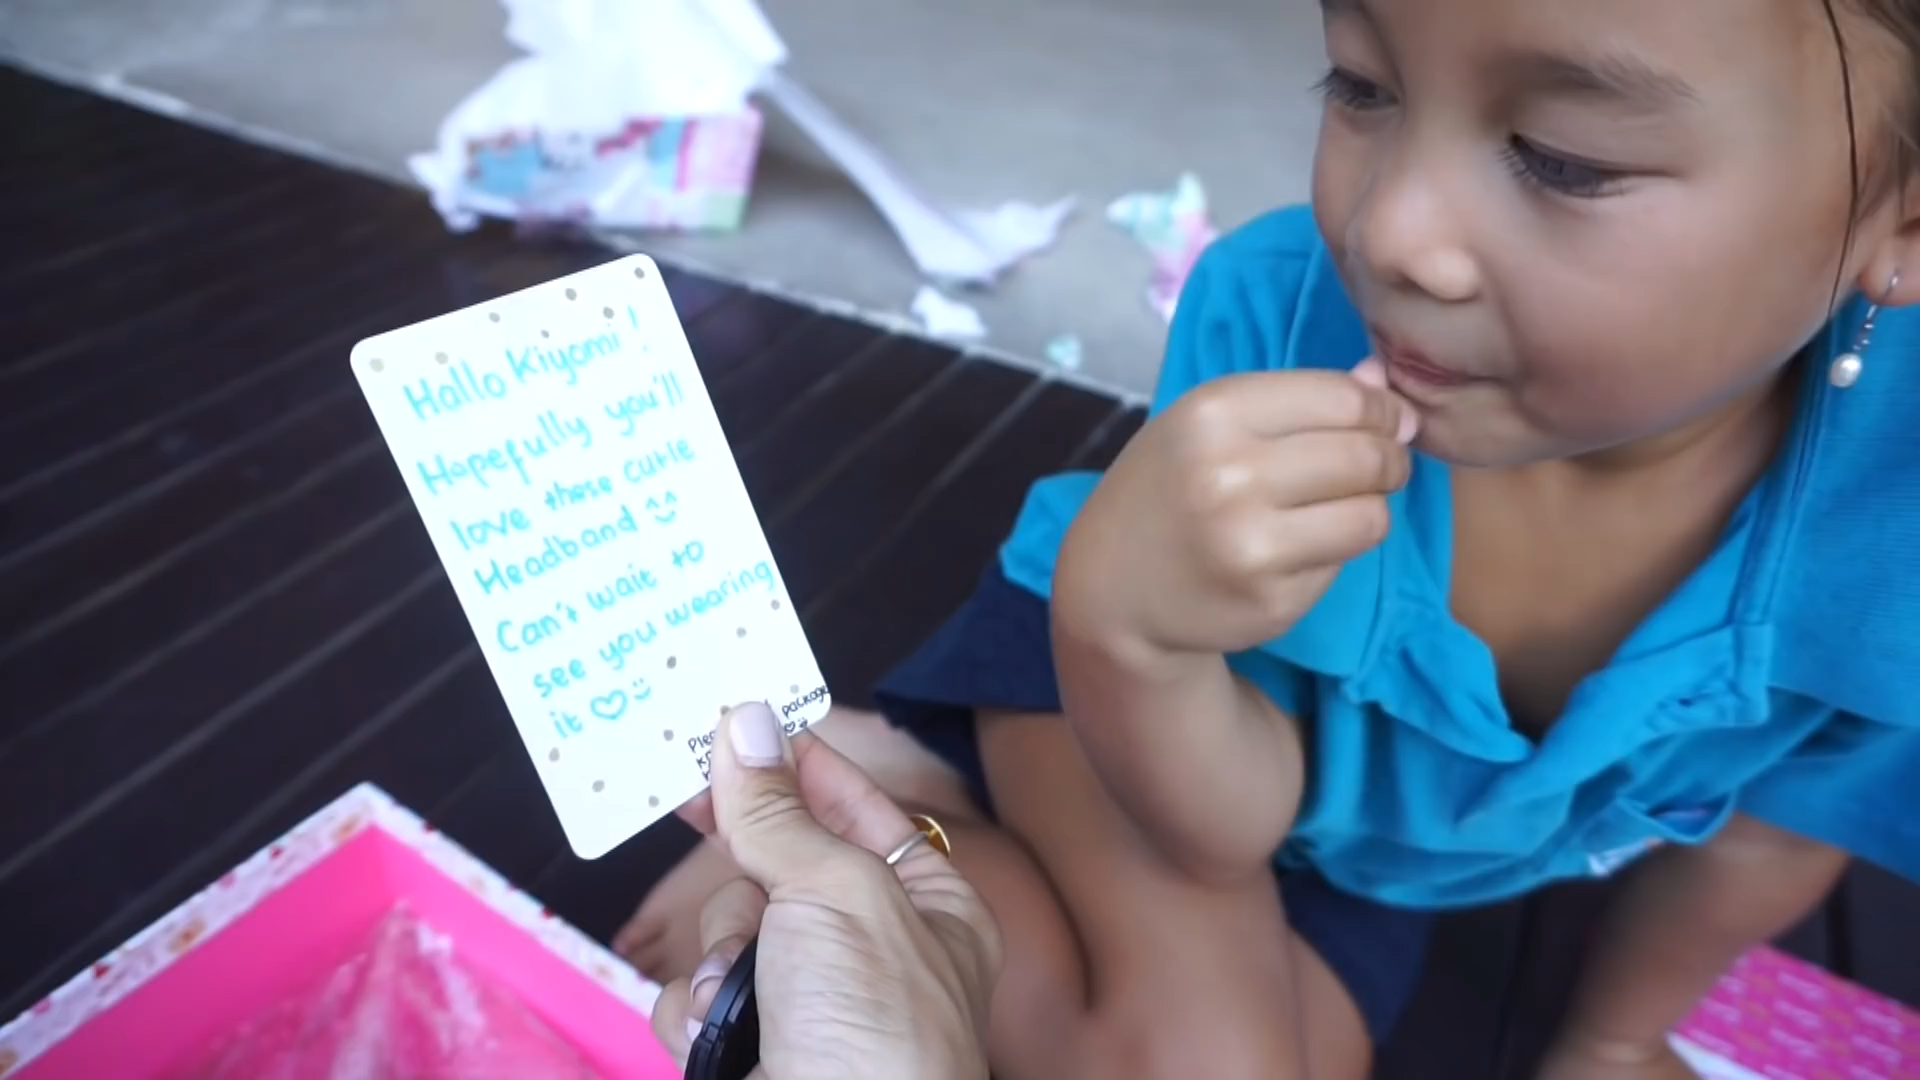 Hallo Kiyomi!
Hopefully you'll
love these cutie
Headband ^^
Can't wait to
see you wearing
it ♡ :)
package